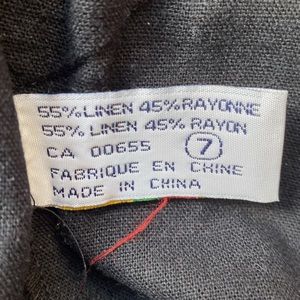 55% LINEN 45% RAYONNE
55% LINEN 45% RAYON
CA 00655 7
FABRIQUE EN CHINE
MADE IN CHINA